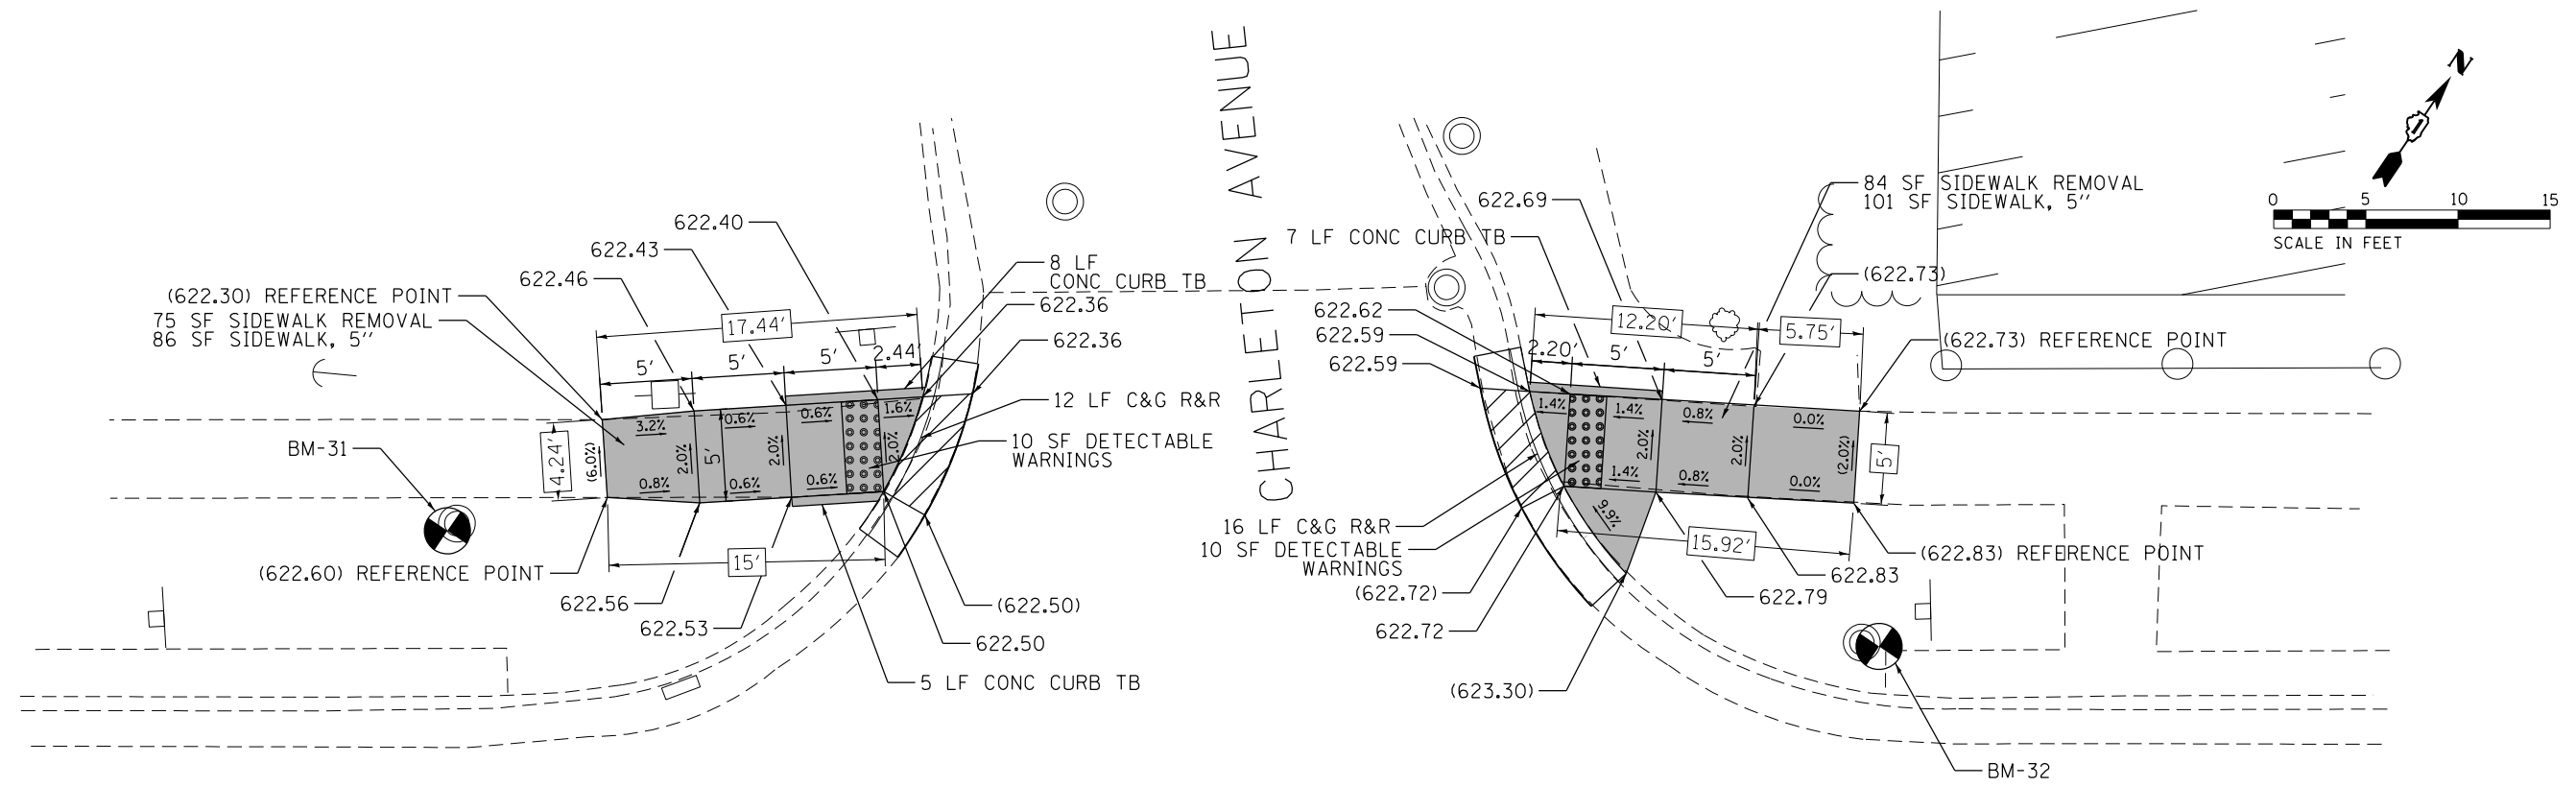 CHARLETON AVENUE
N
1
0 5 10 15
SCALE IN FEET
622.40
622.43
622.46
(622.30) REFERENCE POINT
75 SF SIDEWALK REMOVAL
86 SF SIDEWALK, 5''
17.44'
5'
5'
5'
2.44'
8 LF
CONC CURB TB
622.36
622.36
12 LF C&G R&R
10 SF DETECTABLE
WARNINGS
BM-31
4.24'
(6.0%)
3.2%
0.8%
2.0%
5'
0.6%
0.6%
2.0%
0.6%
0.6%
1.6%
2.0%
15'
(622.60) REFERENCE POINT
622.56
622.53
(622.50)
622.50
5 LF CONC CURB TB
622.69
7 LF CONC CURB TB
84 SF SIDEWALK REMOVAL
101 SF SIDEWALK, 5''
(622.73)
622.62
622.59
622.59
12.20'
5.75'
2.20'
5'
5'
(622.73) REFERENCE POINT
1.4%
1.4%
0.8%
0.0%
2.0%
2.0%
(2.0%)
5'
1.4%
0.8%
0.0%
9.9%
15.92'
16 LF C&G R&R
10 SF DETECTABLE
WARNINGS
(622.72)
622.72
(623.30)
(622.83) REFERENCE POINT
622.83
622.79
BM-32